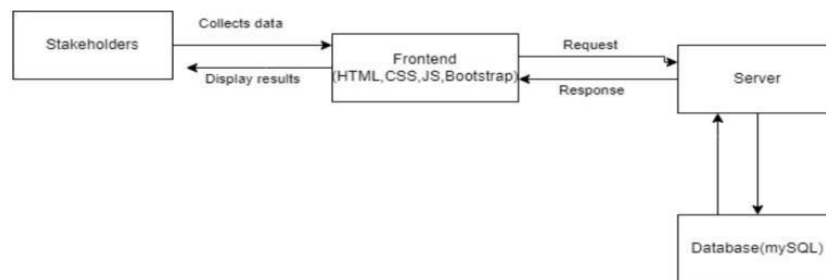 Collects data
Stakeholders
Display results
Frontend
(HTML,CSS,JS,Bootstrap)
Request
Response
Server
Database(mySQL)